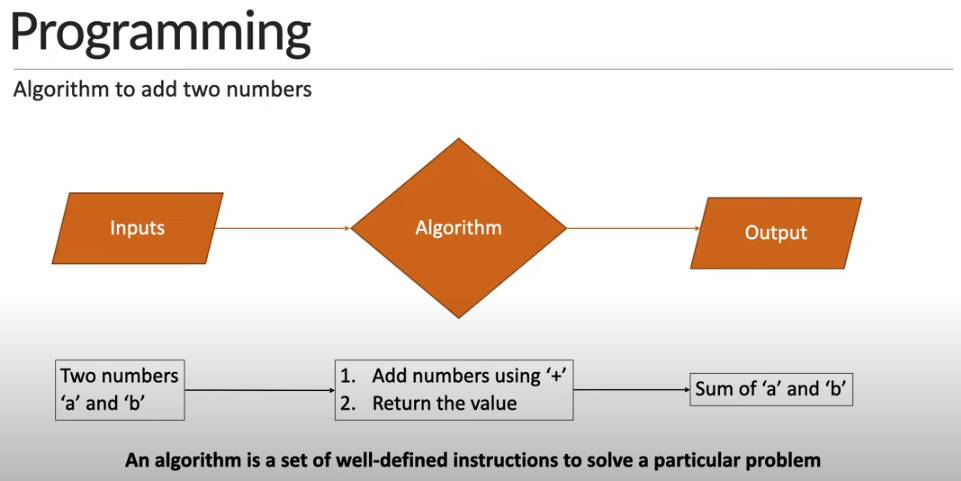 Programming
Algorithm to add two numbers
Inputs
Algorithm
Output
Two numbers
‘a’ and ‘b’
1. Add numbers using ‘+’
2. Return the value
Sum of ‘a’ and ‘b’
An algorithm is a set of well-defined instructions to solve a particular problem